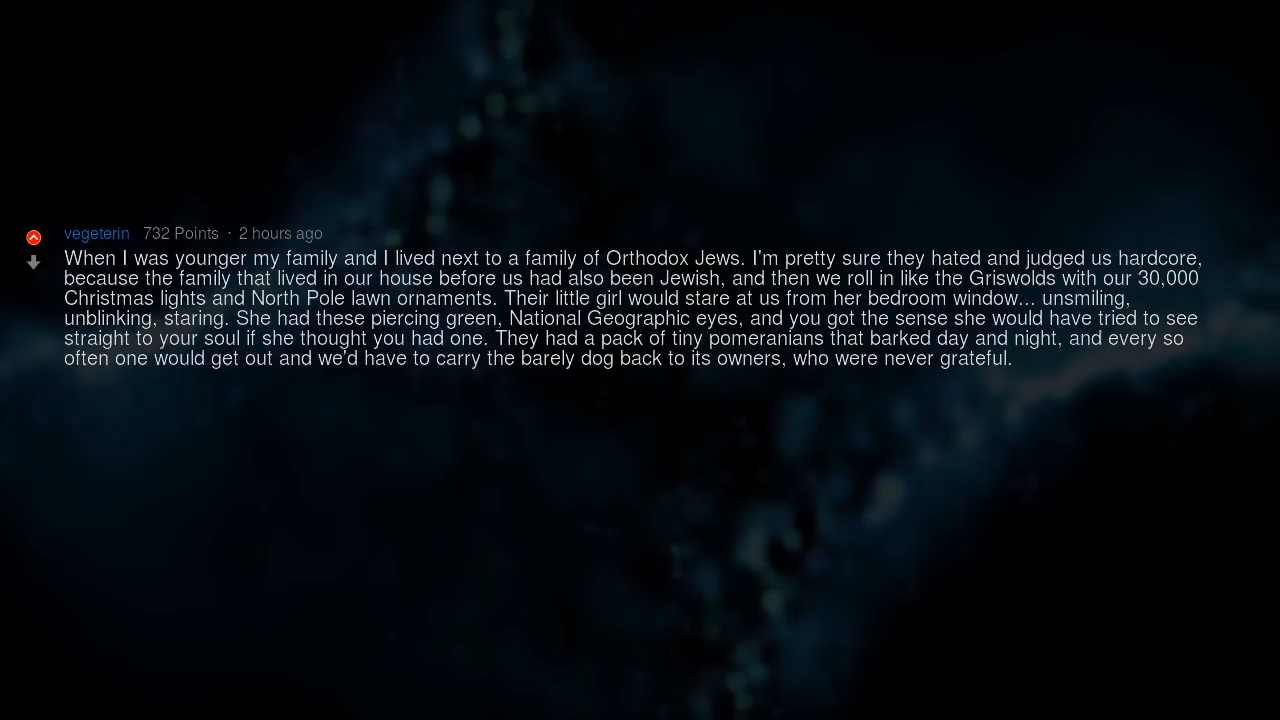 vegeterin 732 Points · 2 hours ago
When I was younger my family and I lived next to a family of Orthodox Jews. I'm pretty sure they hated and judged us hardcore,
because the family that lived in our house before us had also been Jewish, and then we roll in like the Griswolds with our 30,000
Christmas lights and North Pole lawn ornaments. Their little girl would stare at us from her bedroom window... unsmiling,
unblinking, staring. She had these piercing green, National Geographic eyes, and you got the sense she would have tried to see
straight to your soul if she thought you had one. They had a pack of tiny pomeranians that barked day and night, and every so
often one would get out and we'd have to carry the barely dog back to its owners, who were never grateful.